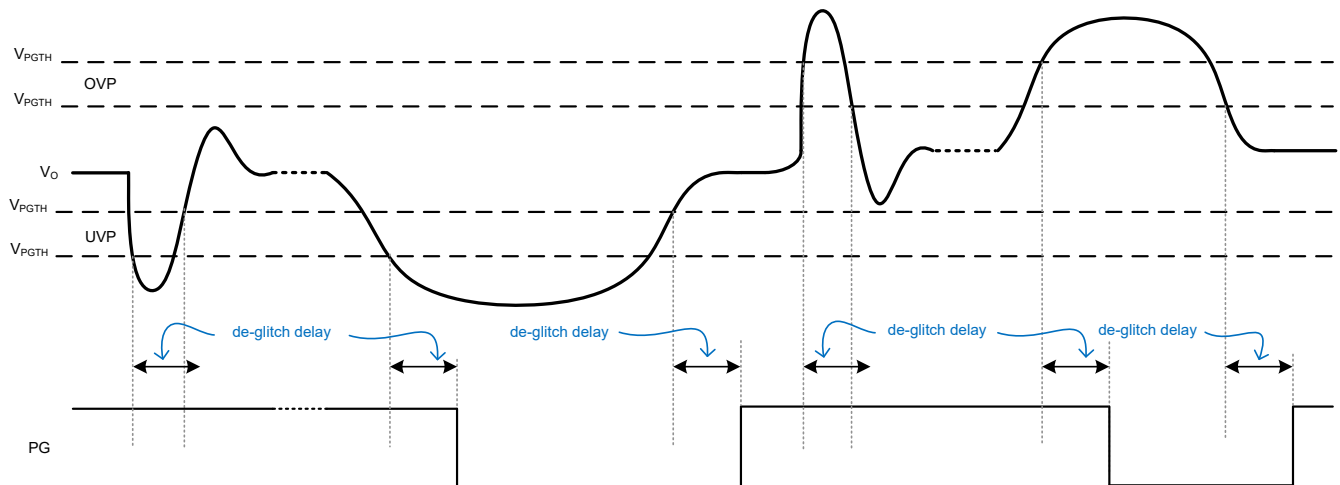 VPGTH
OVP
VPGTH
VO
VPGTH
UVP
VPGTH
de-glitch delay
de-glitch delay
de-glitch delay
de-glitch delay
PG